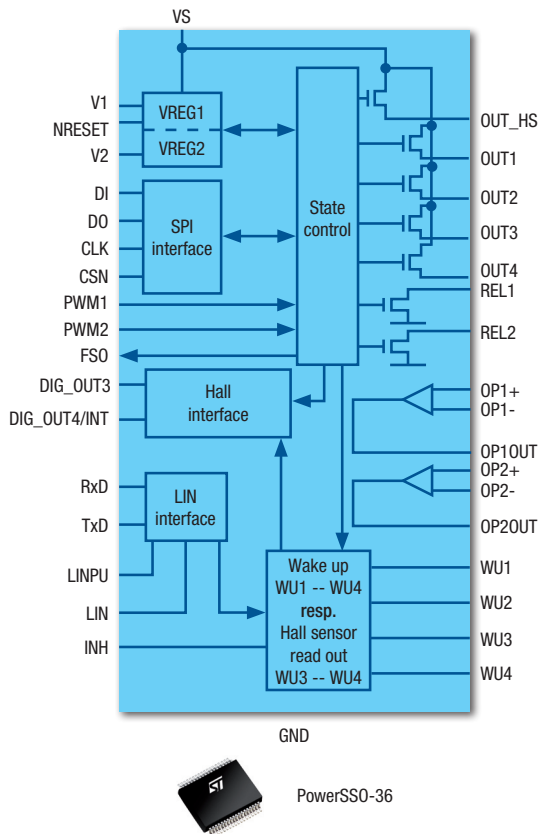 VS
V1
NRESET
V2
DI
DO
CLK
CSN
PWM1
PWM2
FSO
DIG_OUT3
DIG_OUT4/INT
RxD
TxD
LINPU
LIN
INH
VREG1
VREG2
SPI
interface
State
control
Hall
interface
LIN
interface
Wake up
WU1 -- WU4
resp.
Hall sensor
read out
WU3 -- WU4
OUT_HS
OUT1
OUT2
OUT3
OUT4
REL1
REL2
OP1+
OP1-
OP1OUT
OP2+
OP2-
OP2OUT
WU1
WU2
WU3
WU4
GND
ST
PowerSSO-36